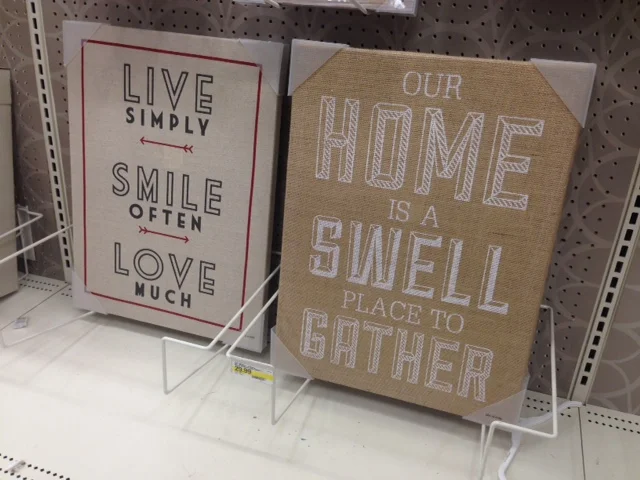 LIVE
SIMPLY
SMILE
OFTEN
LOVE
MUCH
OUR
HOME
IS A
SWELL
PLACE TO
GATHER